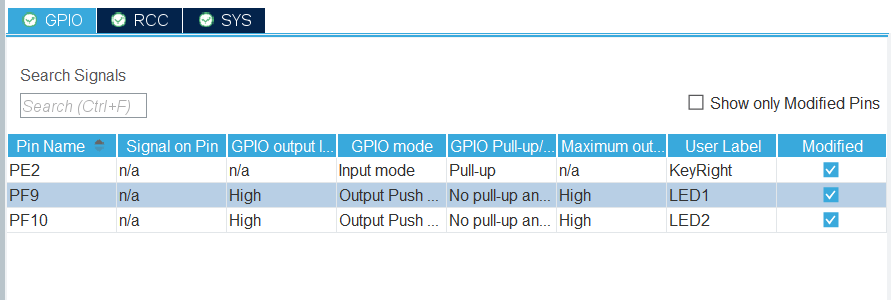 GPIO RCC SYS
Search Signals
Search (Ctrl+F)
Show only Modified Pins
Pin Name Signal on Pin GPIO output l... GPIO mode GPIO Pull-up/... Maximum out... User Label Modified
PE2 n/a n/a Input mode Pull-up n/a KeyRight
PF9 n/a High Output Push ... No pull-up an... High LED1
PF10 n/a High Output Push ... No pull-up an... High LED2